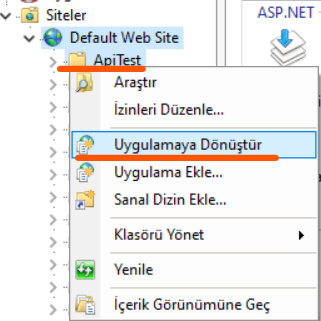 Siteler
ASP.NET
Default Web Site
ApiTest
Araştır
İzinleri Düzenle...
Uygulamaya Dönüştür
Uygulama Ekle...
Sanal Dizin Ekle...
Klasörü Yönet
Yenile
İçerik Görünümüne Geç